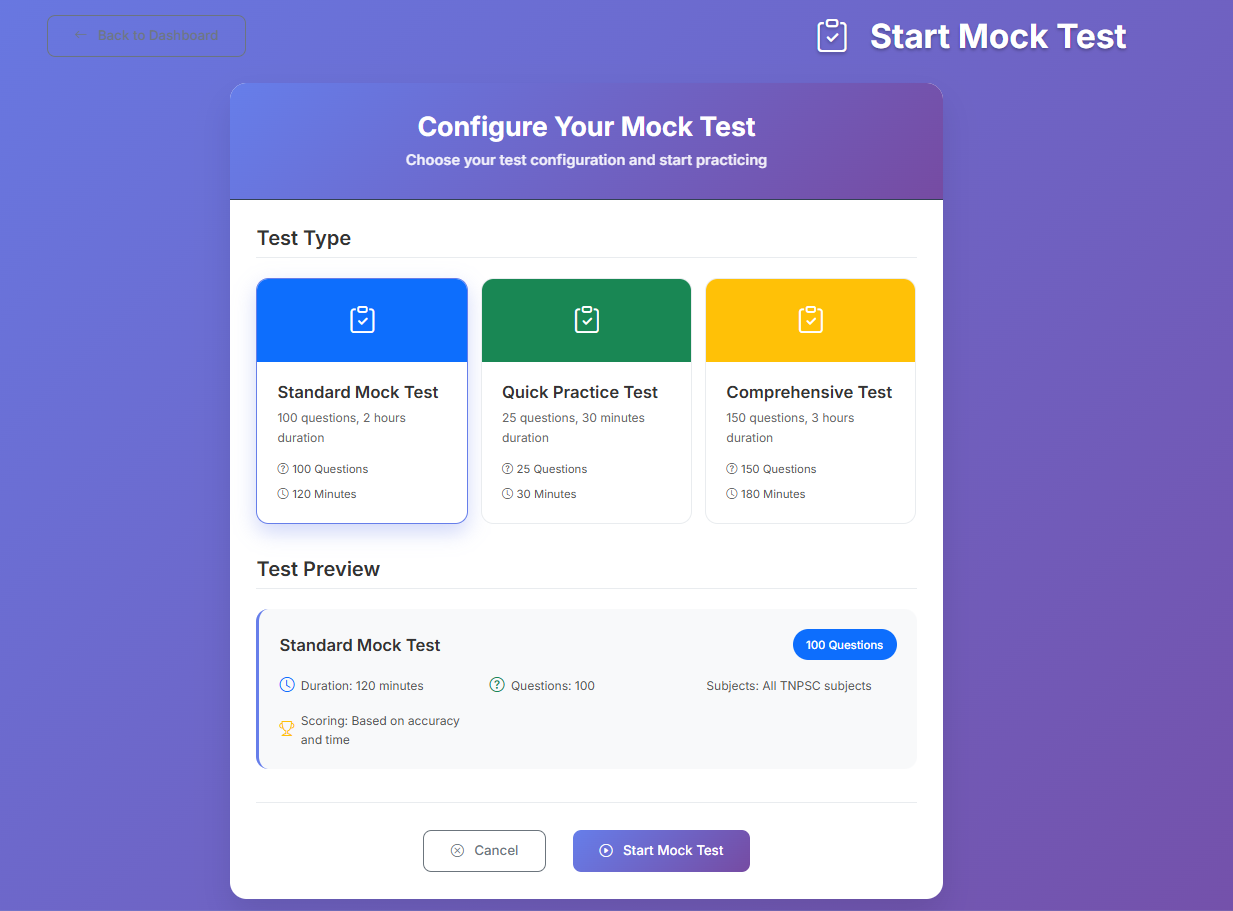 Back to Dashboard
Start Mock Test
Configure Your Mock Test
Choose your test configuration and start practicing
Test Type
Standard Mock Test
100 questions, 2 hours
duration
100 Questions
120 Minutes
Quick Practice Test
25 questions, 30 minutes
duration
25 Questions
30 Minutes
Comprehensive Test
150 questions, 3 hours
duration
150 Questions
180 Minutes
Test Preview
Standard Mock Test
100 Questions
Duration: 120 minutes
Questions: 100
Subjects: All TNPSC subjects
Scoring: Based on accuracy
and time
Cancel
Start Mock Test